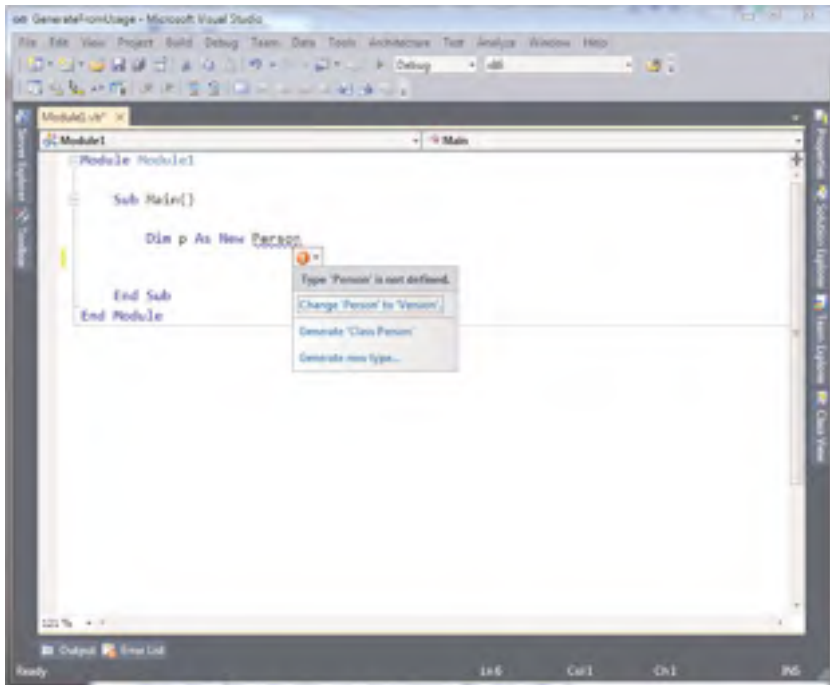 GenerateFromUsage - Microsoft Visual Studio
File Edit View Project Build Debug Team Data Tools Architecture Test Analyze Window Help
Debug x86
Module1.vb* ×
Module1 Main
Module Module1
Sub Main()
Dim p As New Person
Type 'Person' is not defined.
Change 'Person' to 'Version'.
Generate 'Class Person'
Generate new type...
End Sub
End Module
121 %
Output Error List
Ready Ln 6 Col 1 Ch 1 INS
Server Explorer Toolbox
Properties Solution Explorer Team Explorer Class View